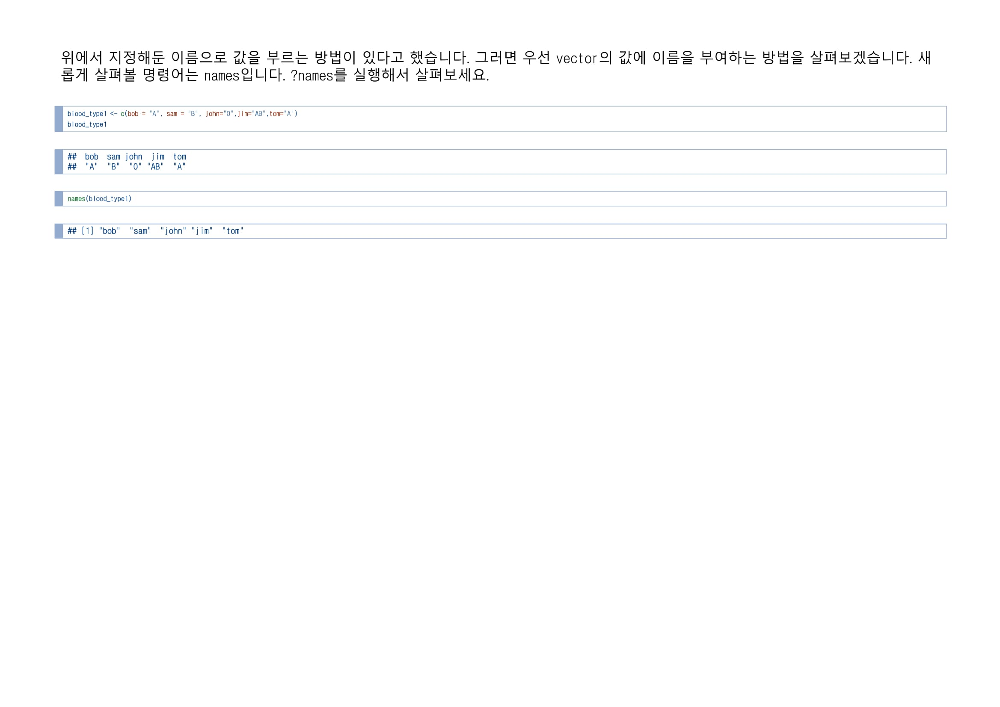 위에서 지정해둔 이름으로 값을 부르는 방법이 있다고 했습니다. 그러면 우선 vector의 값에 이름을 부여하는 방법을 살펴보겠습니다. 새
롭게 살펴볼 명령어는 names입니다. ?names를 실행해서 살펴보세요.
blood_type1 <- c(bob = "A", sam = "B", john="O",jim="AB",tom="A")
blood_type1
##  bob  sam john  jim  tom
##  "A"  "B"  "O" "AB"  "A"
names(blood_type1)
## [1] "bob"  "sam"  "john" "jim"  "tom"